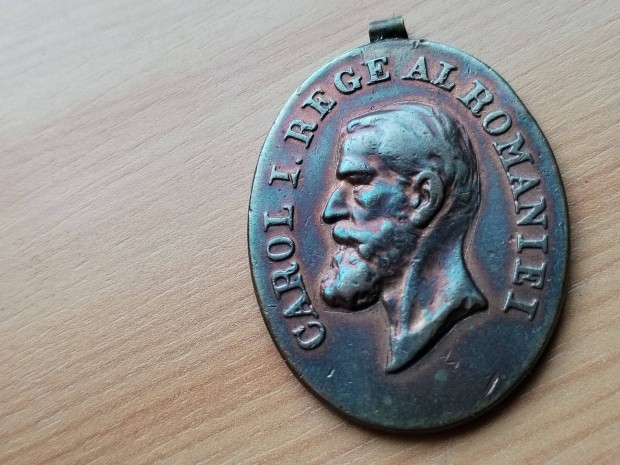 CAROL I. REGE AL ROMANIEI